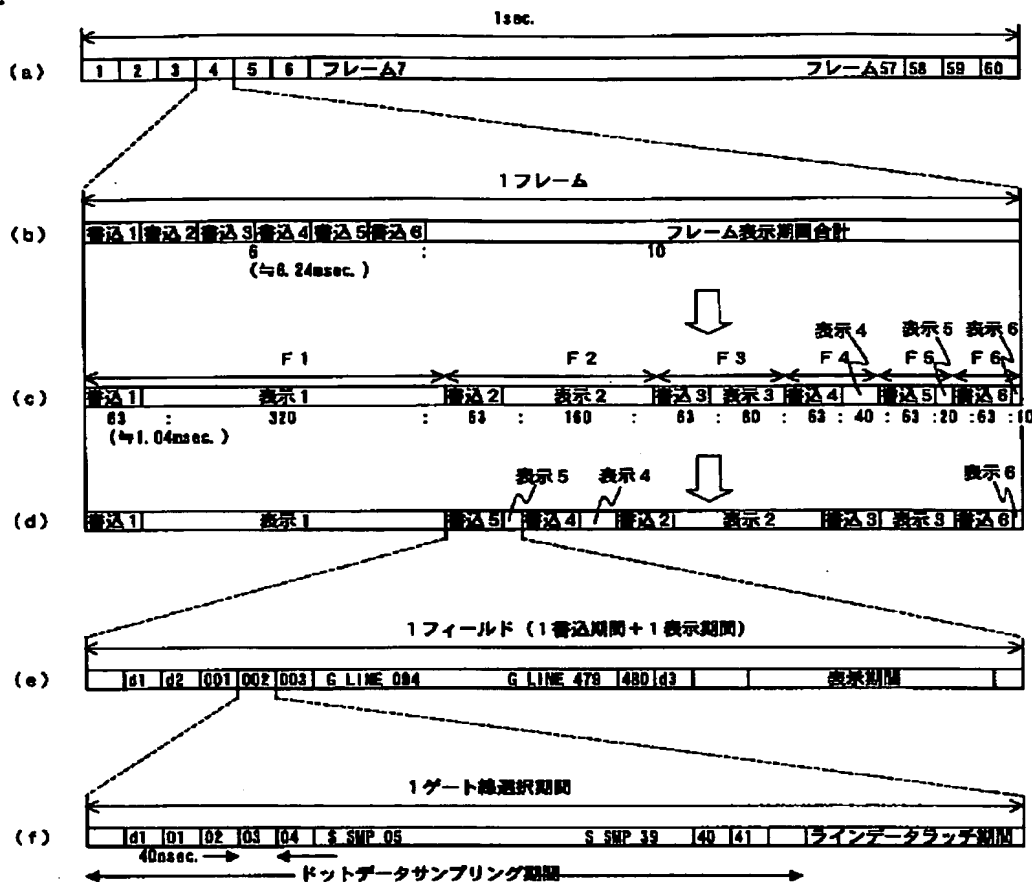 1sec.
(a) 1 2 3 4 5 6 フレーム7 フレーム57 58 59 60
1フレーム
(b) 書込1 書込2 書込3 書込4 書込5 書込6 フレーム表示期間合計
6 : 10
(≒6.24msec.)
表示4 表示5 表示6
F1 F2 F3 F4 F5 F6
(c) 書込1 表示1 書込2 表示2 書込3 表示3 書込4 書込5 書込6
63 : 320 : 63 : 160 : 63 : 80 : 63 : 40 : 63 :20 :63 :10
(≒1.04msec.)
表示5 表示4 表示6
(d) 書込1 表示1 書込5 書込4 書込2 表示2 書込3 表示3 書込6
1フィールド(1書込期間+1表示期間)
(e) d1 d2 001 002 003 G_LINE_004 G_LINE_479 480 d3 表示期間
1ゲート線選択期間
(f) d1 01 02 03 04 S_SMP_05 S_SMP_39 40 41 ラインデータラッチ期間
40nsec.
ドットデータサンプリング期間